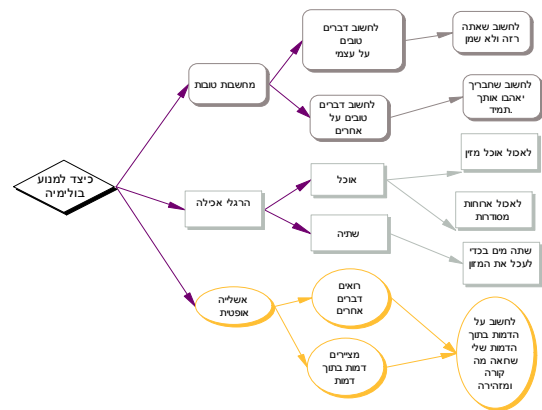 כיצד למנוע
בולימיה
מחשבות טובות
לחשוב דברים
טובים
על עצמי
לחשוב שאתה
רזה ולא שמן
לחשוב דברים
טובים על
אחרים
לחשוב שחבריך
יאהבו אותך
תמיד.
הרגלי אכילה
אוכל
לאכול אוכל מזין
לאכול ארוחות
מסודרות
שתיה
שתה מים בכדי
לעכל את המזון
אשלייה
אופטית
רואים
דברים
אחרים
מציירים
דמות בתוך
דמות
לחשוב על
הדמות בתוך
הדמות שלי
שרואה מה
קורה
ומזהירה